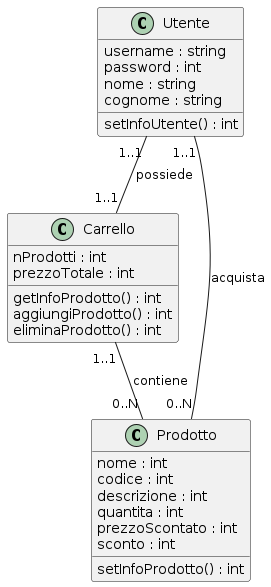 C Utente
username : string
password : int
nome : string
cognome : string
setInfoUtente() : int
1..1
1..1
possiede
1..1
C Carrello
nProdotti : int
prezzoTotale : int
getInfoProdotto() : int
aggiungiProdotto() : int
eliminaProdotto() : int
acquista
1..1
contiene
0..N
0..N
C Prodotto
nome : int
codice : int
descrizione : int
quantita : int
prezzoScontato : int
sconto : int
setInfoProdotto() : int